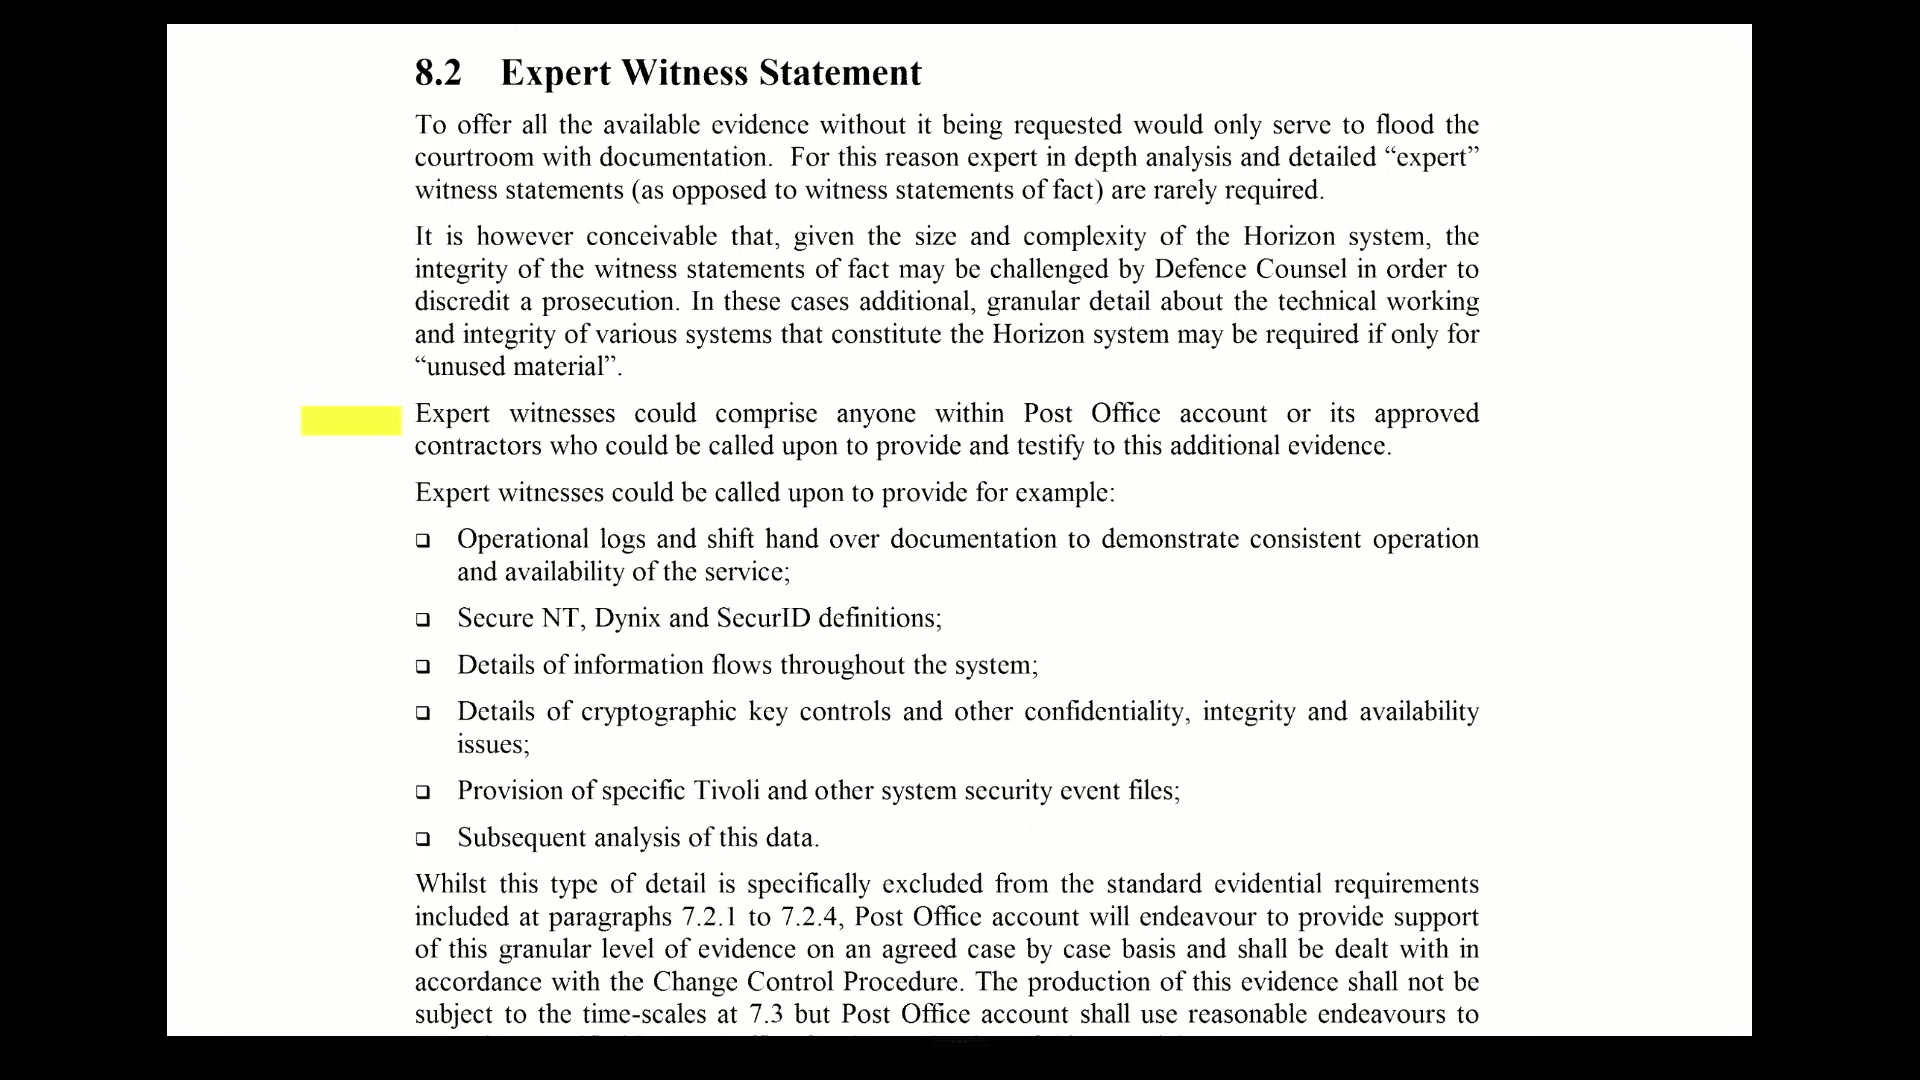 8.2 Expert Witness Statement
To offer all the available evidence without it being requested would only serve to flood the
courtroom with documentation. For this reason expert in depth analysis and detailed “expert”
witness statements (as opposed to witness statements of fact) are rarely required.
It is however conceivable that, given the size and complexity of the Horizon system, the
integrity of the witness statements of fact may be challenged by Defence Counsel in order to
discredit a prosecution. In these cases additional, granular detail about the technical working
and integrity of various systems that constitute the Horizon system may be required if only for
“unused material”.
Expert witnesses could comprise anyone within Post Office account or its approved
contractors who could be called upon to provide and testify to this additional evidence.
Expert witnesses could be called upon to provide for example:
❑ Operational logs and shift hand over documentation to demonstrate consistent operation
and availability of the service;
❑ Secure NT, Dynix and SecurID definitions;
❑ Details of information flows throughout the system;
❑ Details of cryptographic key controls and other confidentiality, integrity and availability
issues;
❑ Provision of specific Tivoli and other system security event files;
❑ Subsequent analysis of this data.
Whilst this type of detail is specifically excluded from the standard evidential requirements
included at paragraphs 7.2.1 to 7.2.4, Post Office account will endeavour to provide support
of this granular level of evidence on an agreed case by case basis and shall be dealt with in
accordance with the Change Control Procedure. The production of this evidence shall not be
subject to the time-scales at 7.3 but Post Office account shall use reasonable endeavours to